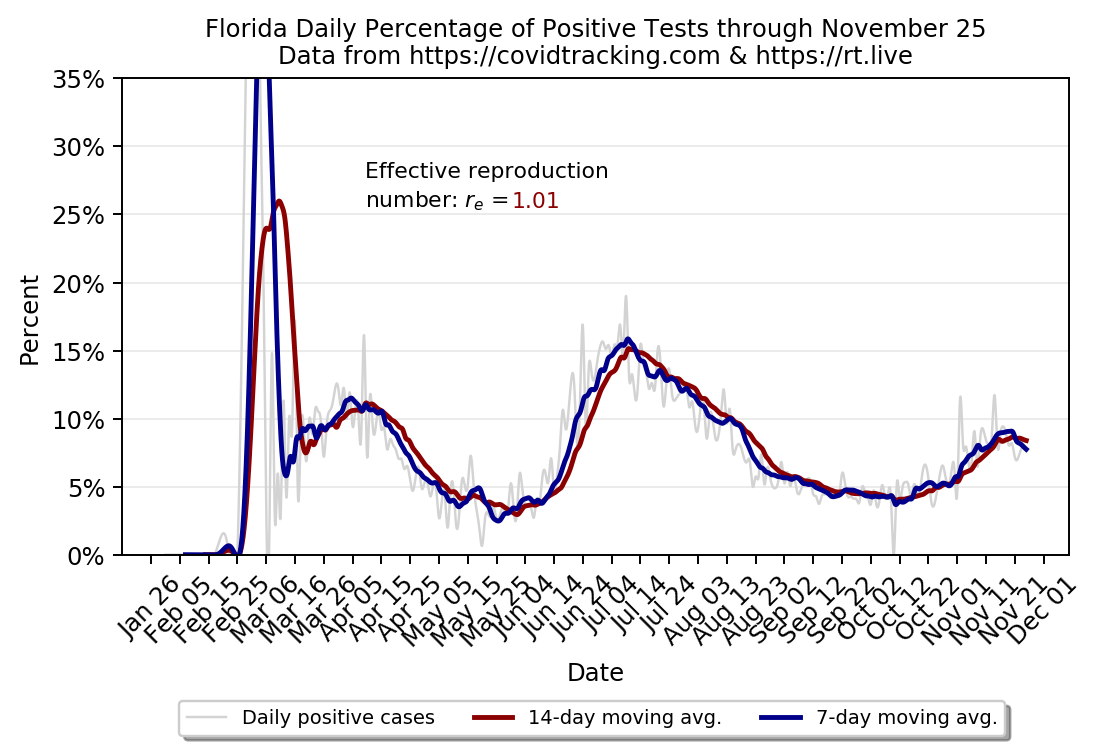 Florida Daily Percentage of Positive Tests through November 25
Data from https://covidtracking.com & https://rt.live
35%
30%
25%
20%
15%
10%
5%
0%
Percent
Effective reproduction
number: rₑ = 1.01
Jan 26
Feb 05
Feb 15
Feb 25
Mar 06
Mar 16
Mar 26
Apr 05
Apr 15
Apr 25
May 05
May 15
May 25
Jun 04
Jun 14
Jun 24
Jul 04
Jul 14
Jul 24
Aug 03
Aug 13
Aug 23
Sep 02
Sep 12
Sep 22
Oct 02
Oct 12
Oct 22
Nov 01
Nov 11
Nov 21
Dec 01
Date
Daily positive cases
14-day moving avg.
7-day moving avg.